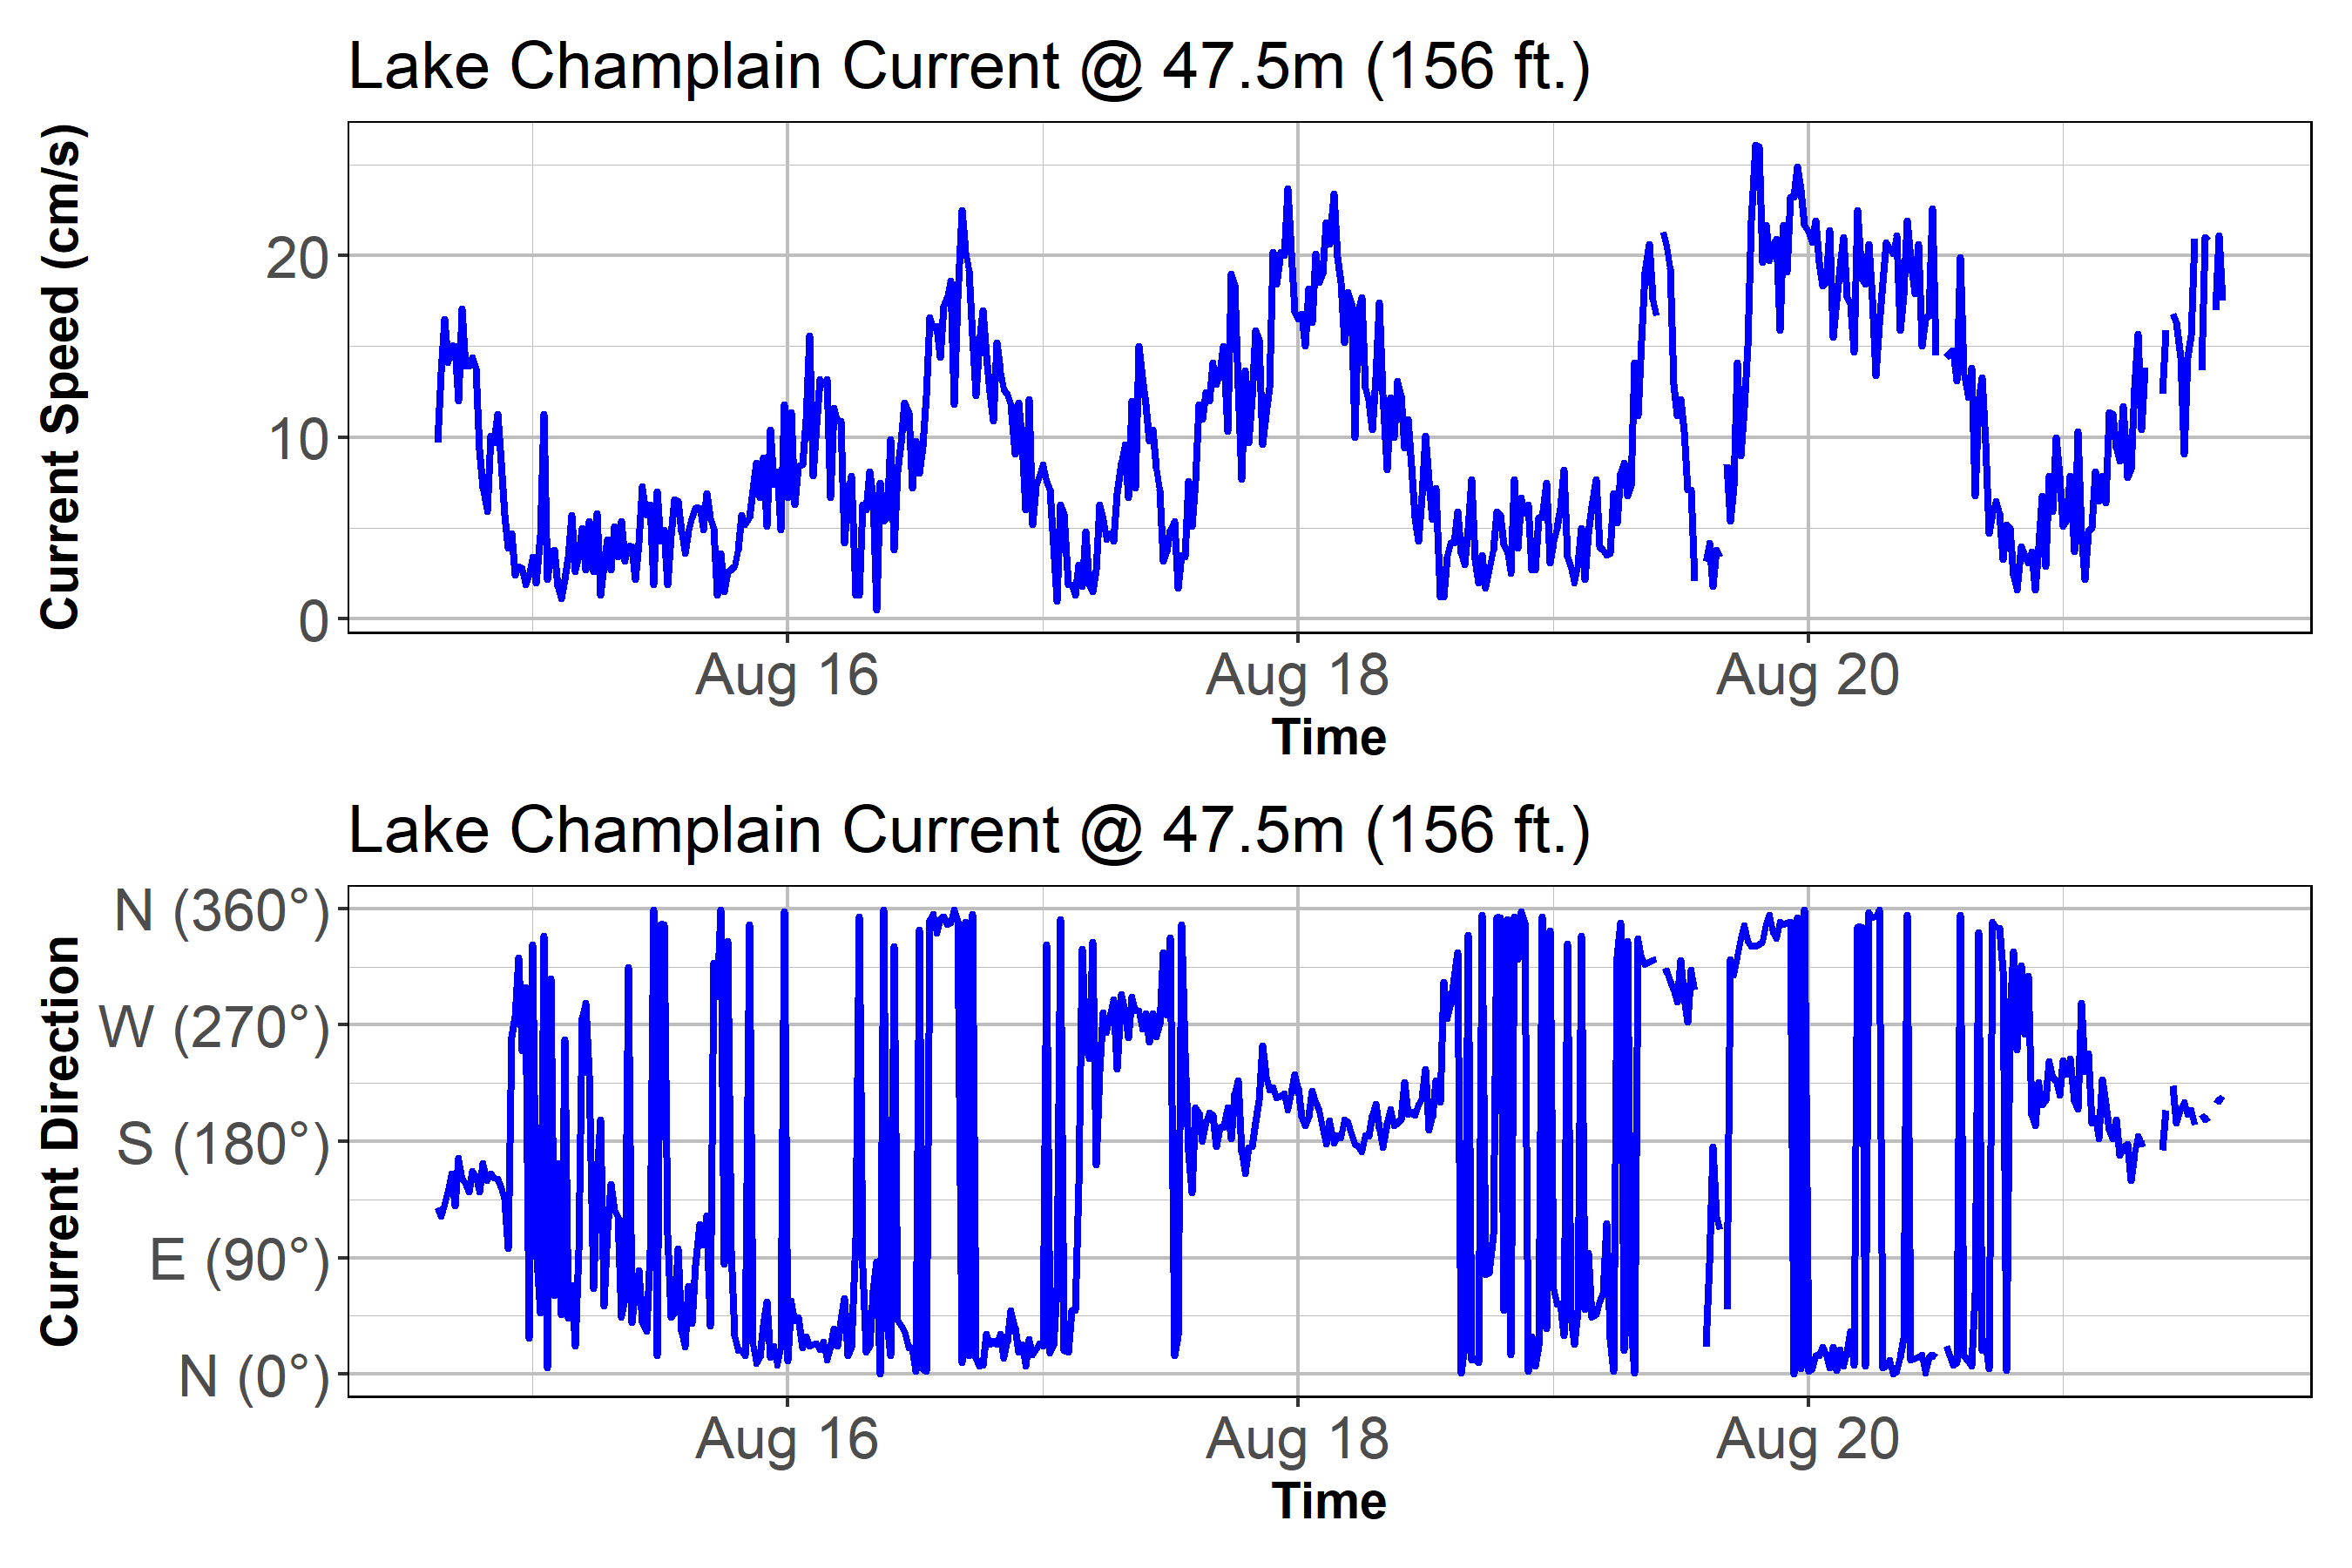 Lake Champlain Current @ 47.5m (156 ft.)
Current Speed (cm/s)
20
10
0
Aug 16 Aug 18 Aug 20
Time
Lake Champlain Current @ 47.5m (156 ft.)
Current Direction
N (360°)
W (270°)
S (180°)
E (90°)
N (0°)
Aug 16 Aug 18 Aug 20
Time